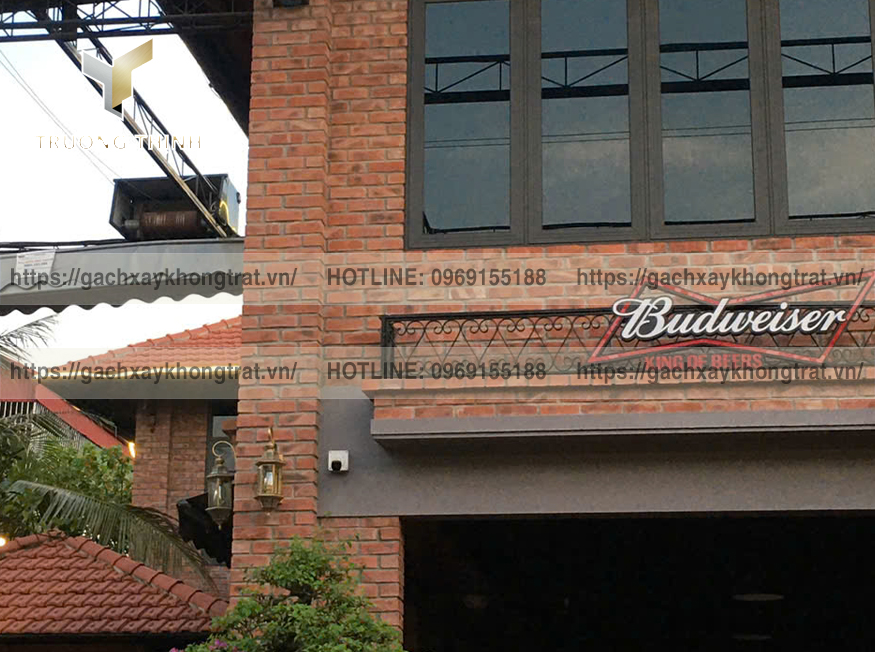 TRUONG THINH
https://gachxaykhongtrat.vn/ HOTLINE: 0969155188 https://gachxaykhongtrat.vn/
Budweiser
KING OF BEERS
https://gachxaykhongtrat.vn/ HOTLINE: 0969155188 https://gachxaykhongtrat.vn/